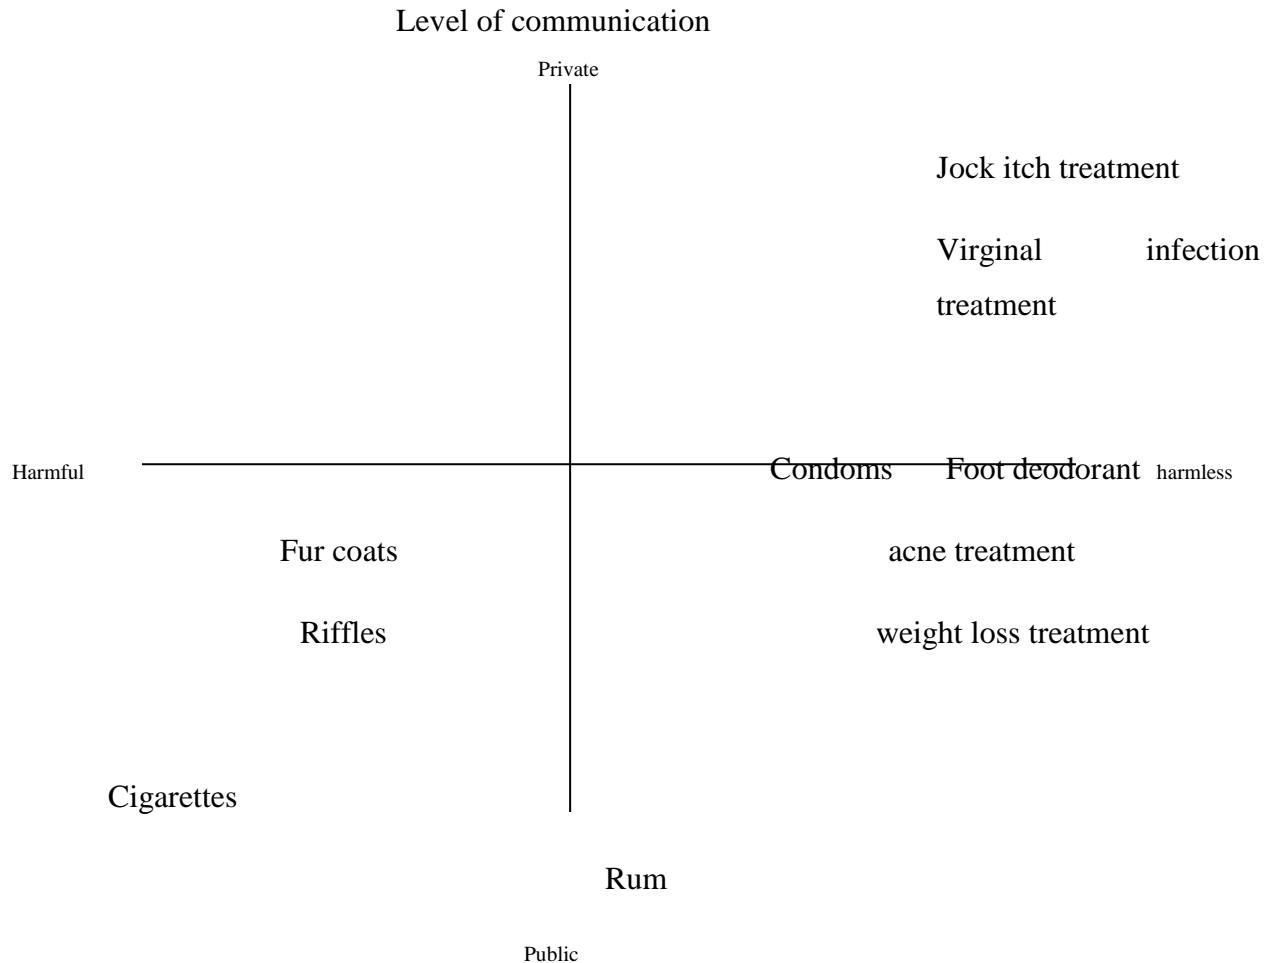 Level of communication
Private
Jock itch treatment
Virginal infection
treatment
Harmful
Condoms Foot deodorant harmless
Fur coats acne treatment
Riffles weight loss treatment
Cigarettes
Rum
Public